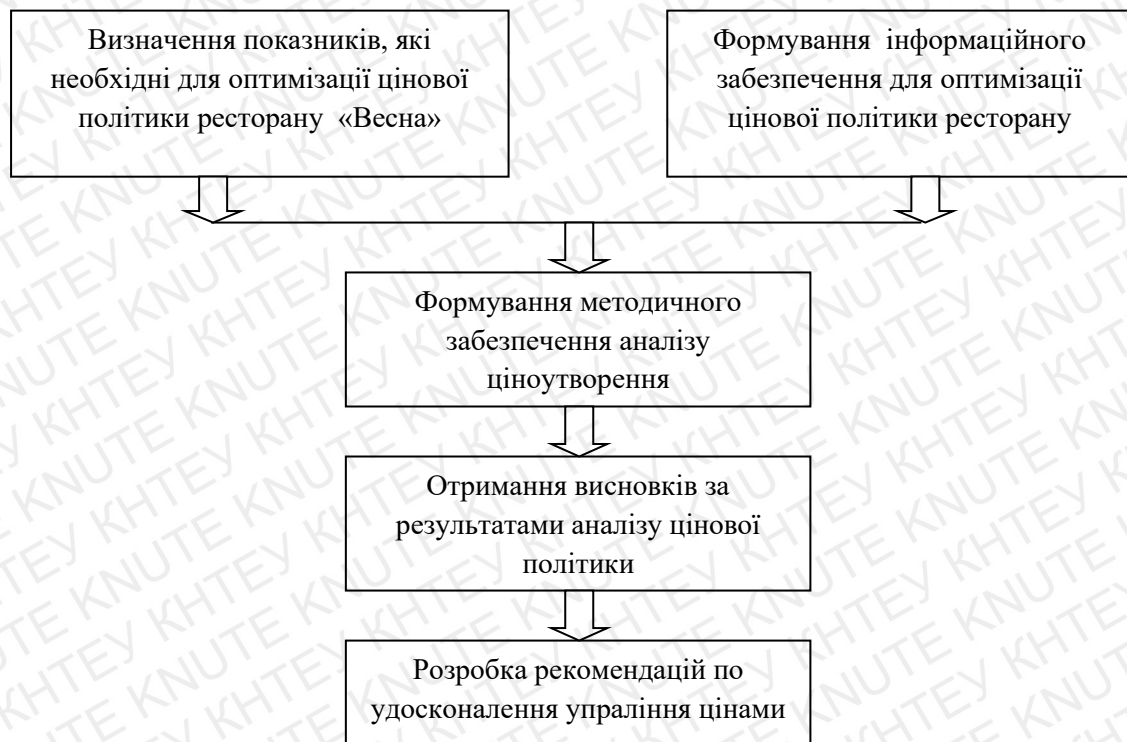 Визначення показників, які
необхідні для оптимізації цінової
політики ресторану «Весна»
Формування інформаційного
забезпечення для оптимізації
цінової політики ресторану
Формування методичного
забезпечення аналізу
ціноутворення
Отримання висновків за
результатами аналізу цінової
політики
Розробка рекомендацій по
удосконалення упраління цінами